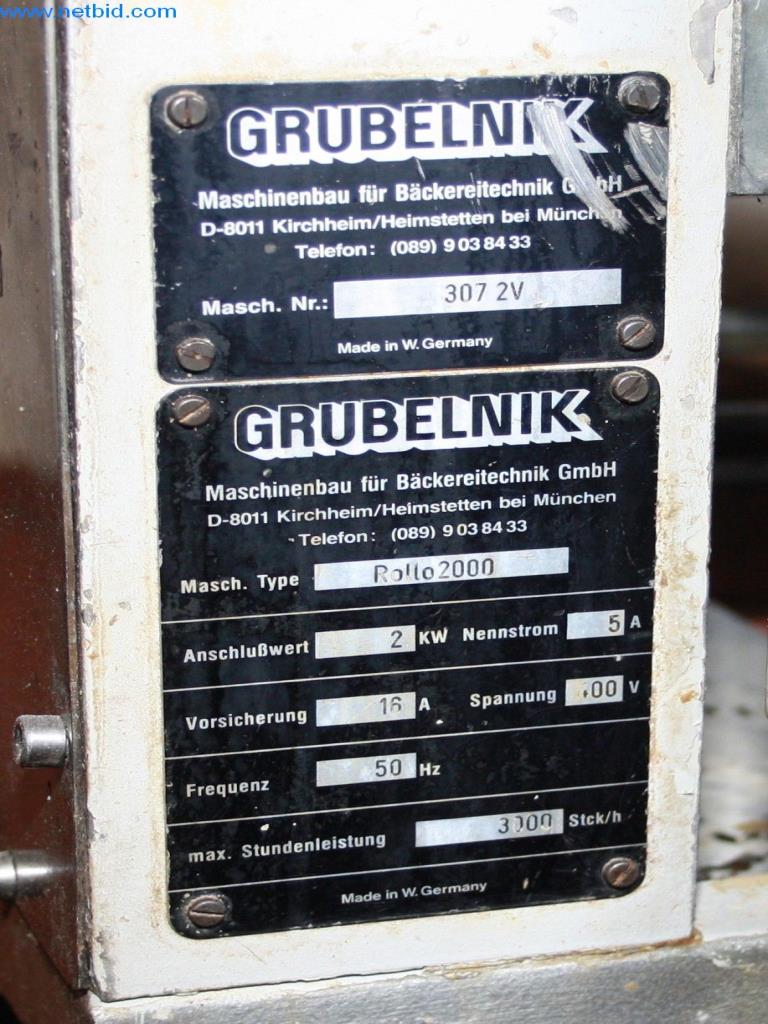 www.netbid.com
GRUBELNIK
Maschinenbau für Bäckereitechnik GmbH
D-8011 Kirchheim/Heimstetten bei München
Telefon: (089) 9 03 84 33
Masch. Nr.: 307 2V
Made in W. Germany
GRUBELNIK
Maschinenbau für Bäckereitechnik GmbH
D-8011 Kirchheim/Heimstetten bei München
Telefon: (089) 9 03 84 33
Masch. Type Rollo2000
Anschlußwert 2 KW Nennstrom 5 A
Vorsicherung 16 A Spannung 400 V
Frequenz 50 Hz
max. Stundenleistung 3000 Stck/h
Made in W. Germany